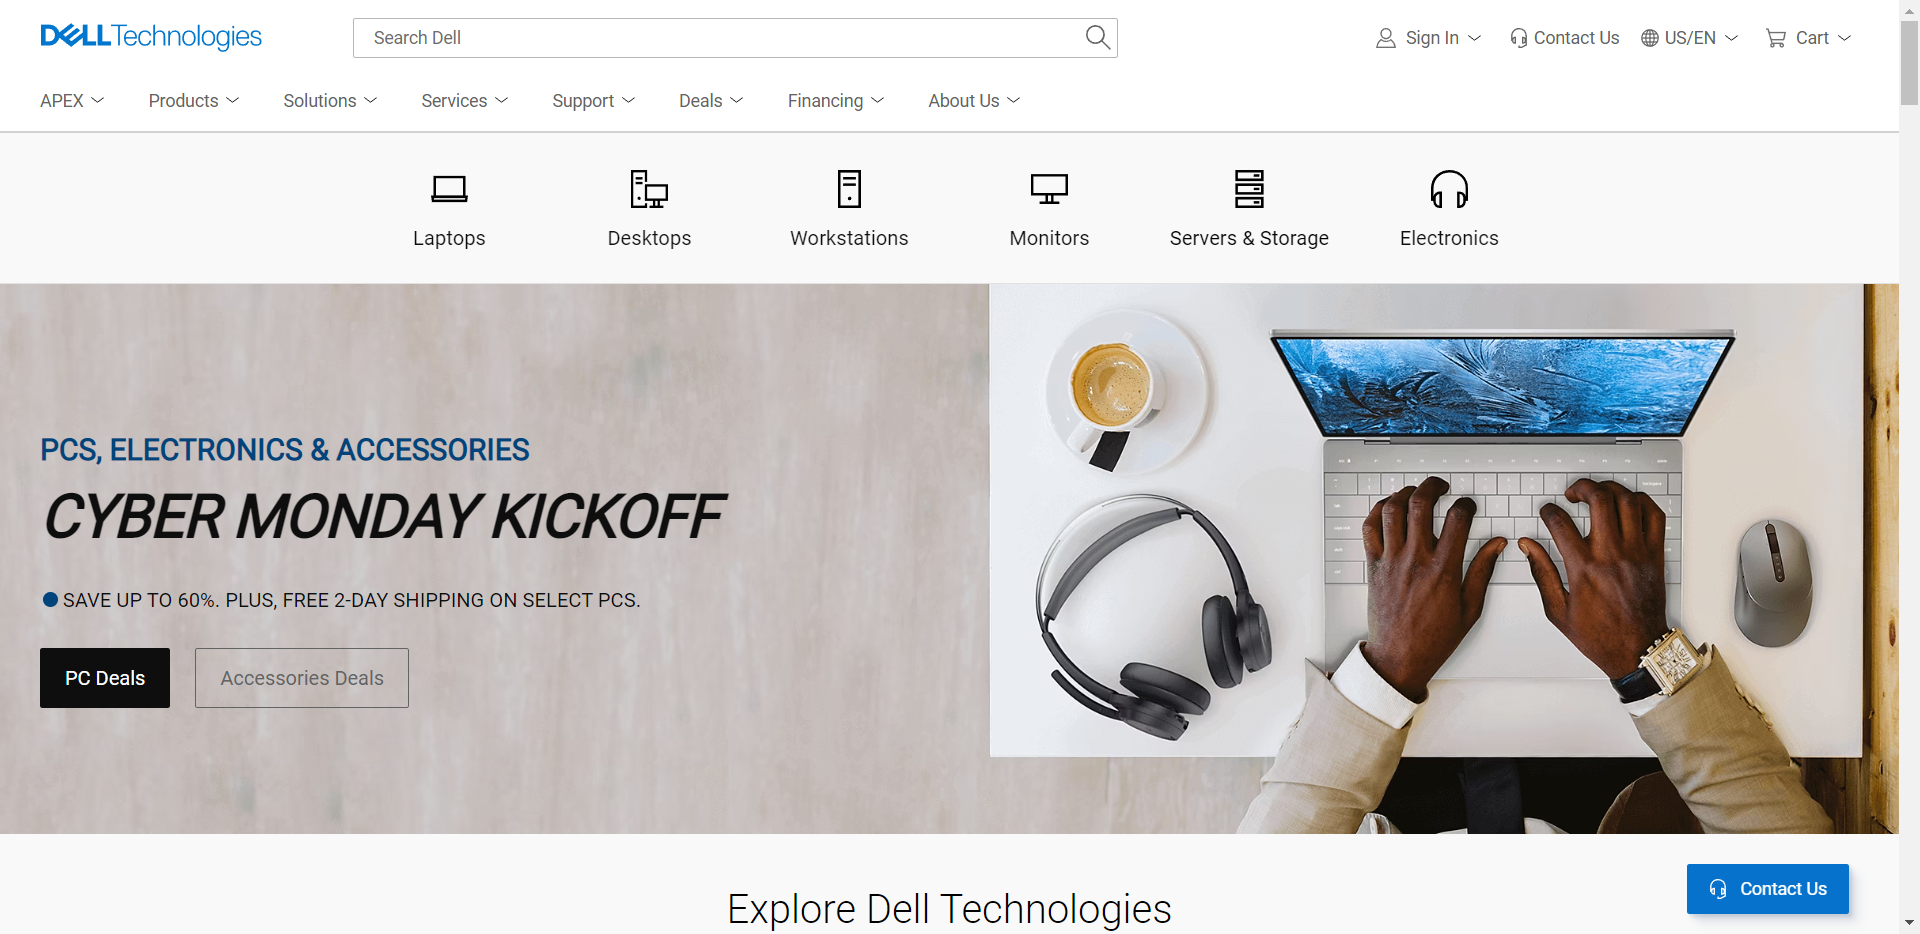 DELLTechnologies
Search Dell
Sign In
Contact Us
US/EN
Cart
APEX
Products
Solutions
Services
Support
Deals
Financing
About Us
Laptops
Desktops
Workstations
Monitors
Servers & Storage
Electronics
PCS, ELECTRONICS & ACCESSORIES
CYBER MONDAY KICKOFF
SAVE UP TO 60%. PLUS, FREE 2-DAY SHIPPING ON SELECT PCS.
PC Deals
Accessories Deals
Explore Dell Technologies
Contact Us